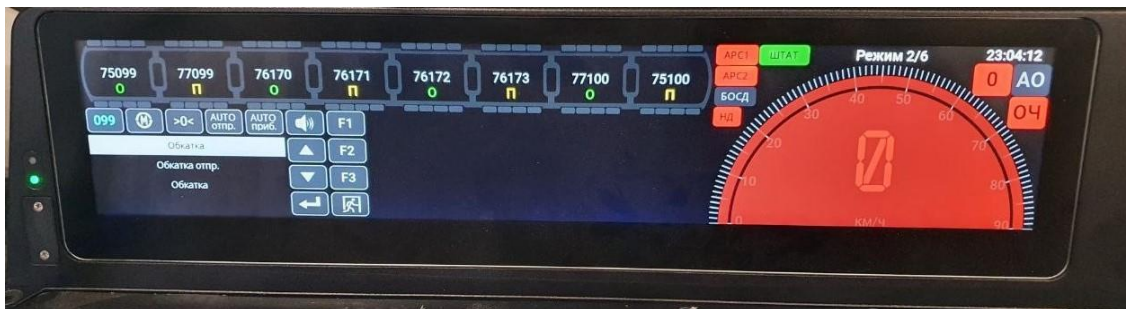 75099 77099 76170 76171 76172 76173 77100 75100
О П О П О П О П
099 М >0< АUTO отпр. AUTO приб. F1
Обкатка
F2
Обкатка отпр.
F3
Обкатка
АРС1 ШТАТ Режим 2/6 23:04:12
АРС2 0 АО
БОСД ОЧ
НД
0 10 20 30 40 50 60 70 80 90
0
КМ/Ч